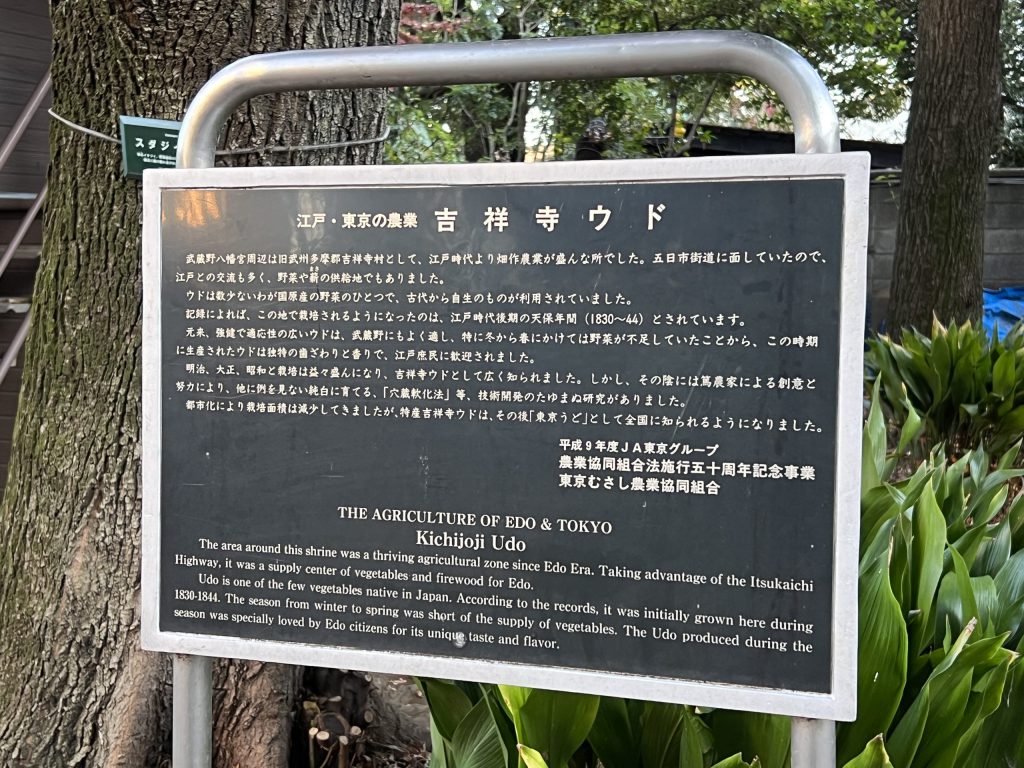 スタジ
江戸・東京の農業 吉祥寺ウド
武蔵野八幡宮周辺は旧武州多摩郡吉祥寺村として、江戸時代より畑作農業が盛んな所でした。五日市街道に面していたので、
江戸との交流も多く、野菜や薪の供給地でもありました。
ウドは数少ないわが国原産の野菜のひとつで、古代から自生のものが利用されていました。
記録によれば、この地で栽培されるようになったのは、江戸時代後期の天保年間(1830〜44)とされています。
元来、強健で適応性の広いウドは、武蔵野にもよく適し、特に冬から春にかけては野菜が不足していたことから、この時期
に生産されたウドは独特の歯ざわりと香りで、江戸庶民に歓迎されました。
明治、大正、昭和と栽培は益々盛んになり、吉祥寺ウドとして広く知られました。しかし、その陰には篤農家による創意と
努力により、他に例を見ない純白に育てる、「穴蔵軟化法」等、技術開発のたゆまぬ研究がありました。
都市化により栽培面積は減少してきましたが、特産吉祥寺ウドは、その後「東京うど」として全国に知られるようになりました。
平成9年度JA東京グループ
農業協同組合法施行五十周年記念事業
東京むさし農業協同組合
THE AGRICULTURE OF EDO & TOKYO
Kichijoji Udo
The area around this shrine was a thriving agricultural zone since Edo Era. Taking advantage of the Itsukaichi
Highway, it was a supply center of vegetables and firewood for Edo.
Udo is one of the few vegetables native in Japan. According to the records, it was initially grown here during
1830-1844. The season from winter to spring was short of the supply of vegetables. The Udo produced during the
season was specially loved by Edo citizens for its unique taste and flavor.